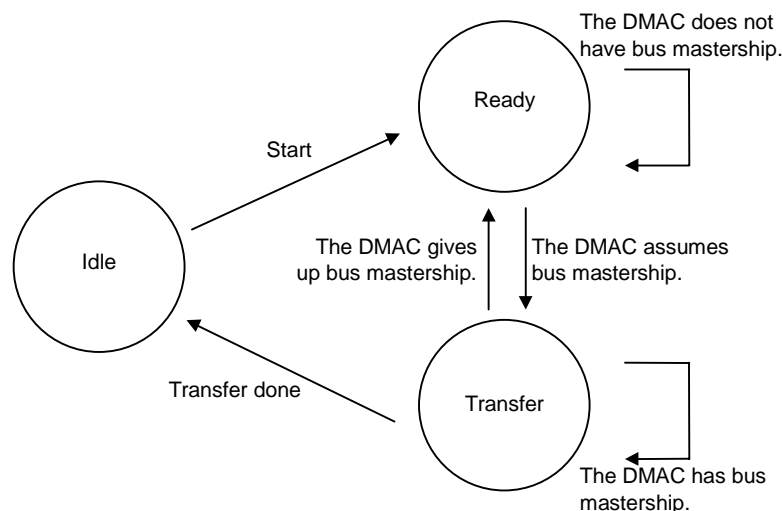 The DMAC does not
have bus mastership.
Ready
Start
Idle
The DMAC gives
up bus mastership.
The DMAC assumes
bus mastership.
Transfer done
Transfer
The DMAC has bus
mastership.